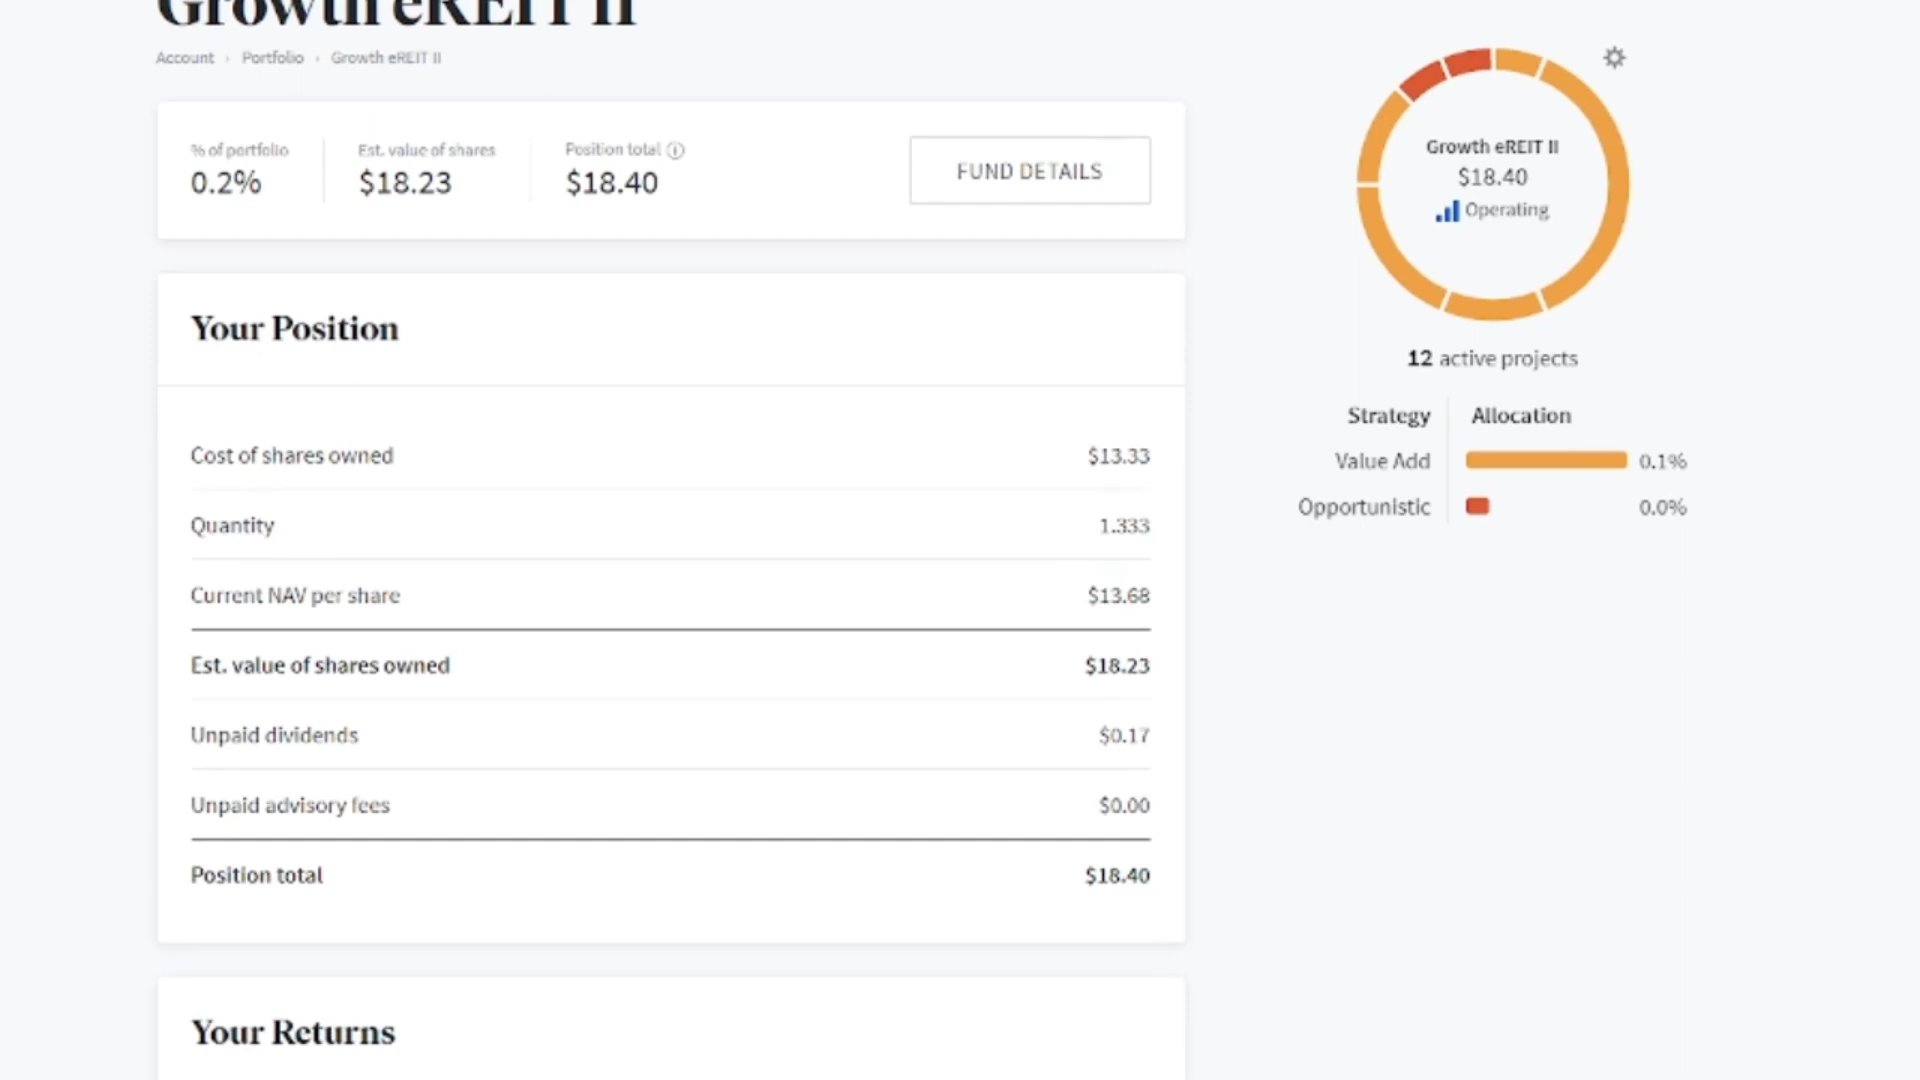 Growth eREIT II
Account › Portfolio › Growth eREIT II
% of portfolio
0.2%
Est. value of shares
$18.23
Position total
$18.40
FUND DETAILS
Your Position
Cost of shares owned $13.33
Quantity 1.333
Current NAV per share $13.68
Est. value of shares owned $18.23
Unpaid dividends $0.17
Unpaid advisory fees $0.00
Position total $18.40
Your Returns
Growth eREIT II
$18.40
Operating
12 active projects
Strategy Allocation
Value Add 0.1%
Opportunistic 0.0%